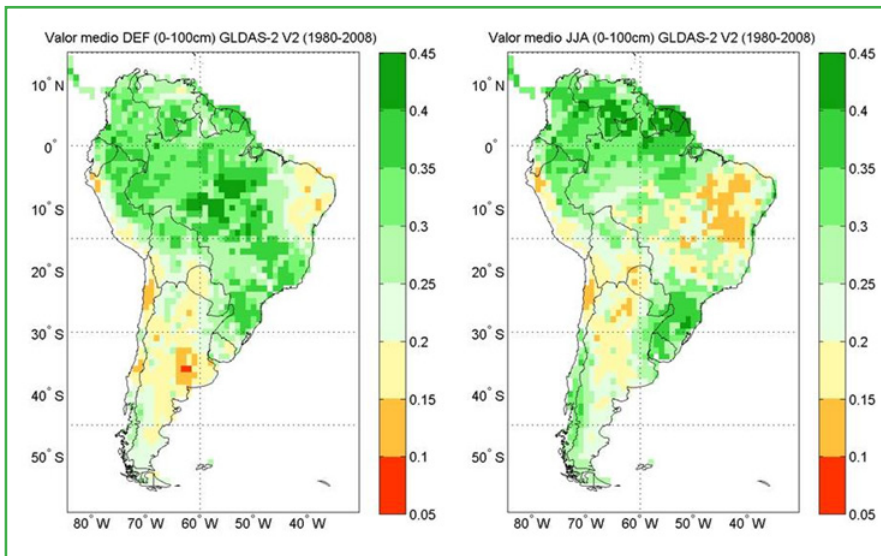 Valor medio DEF (0-100cm) GLDAS-2 V2 (1980-2008)
10° N
0°
10° S
20° S
30° S
40° S
50° S
80° W 70° W 60° W 50° W 40° W
0.45
0.4
0.35
0.3
0.25
0.2
0.15
0.1
0.05
Valor medio JJA (0-100cm) GLDAS-2 V2 (1980-2008)
10° N
0°
10° S
20° S
30° S
40° S
50° S
80° W 70° W 60° W 50° W 40° W
0.45
0.4
0.35
0.3
0.25
0.2
0.15
0.1
0.05